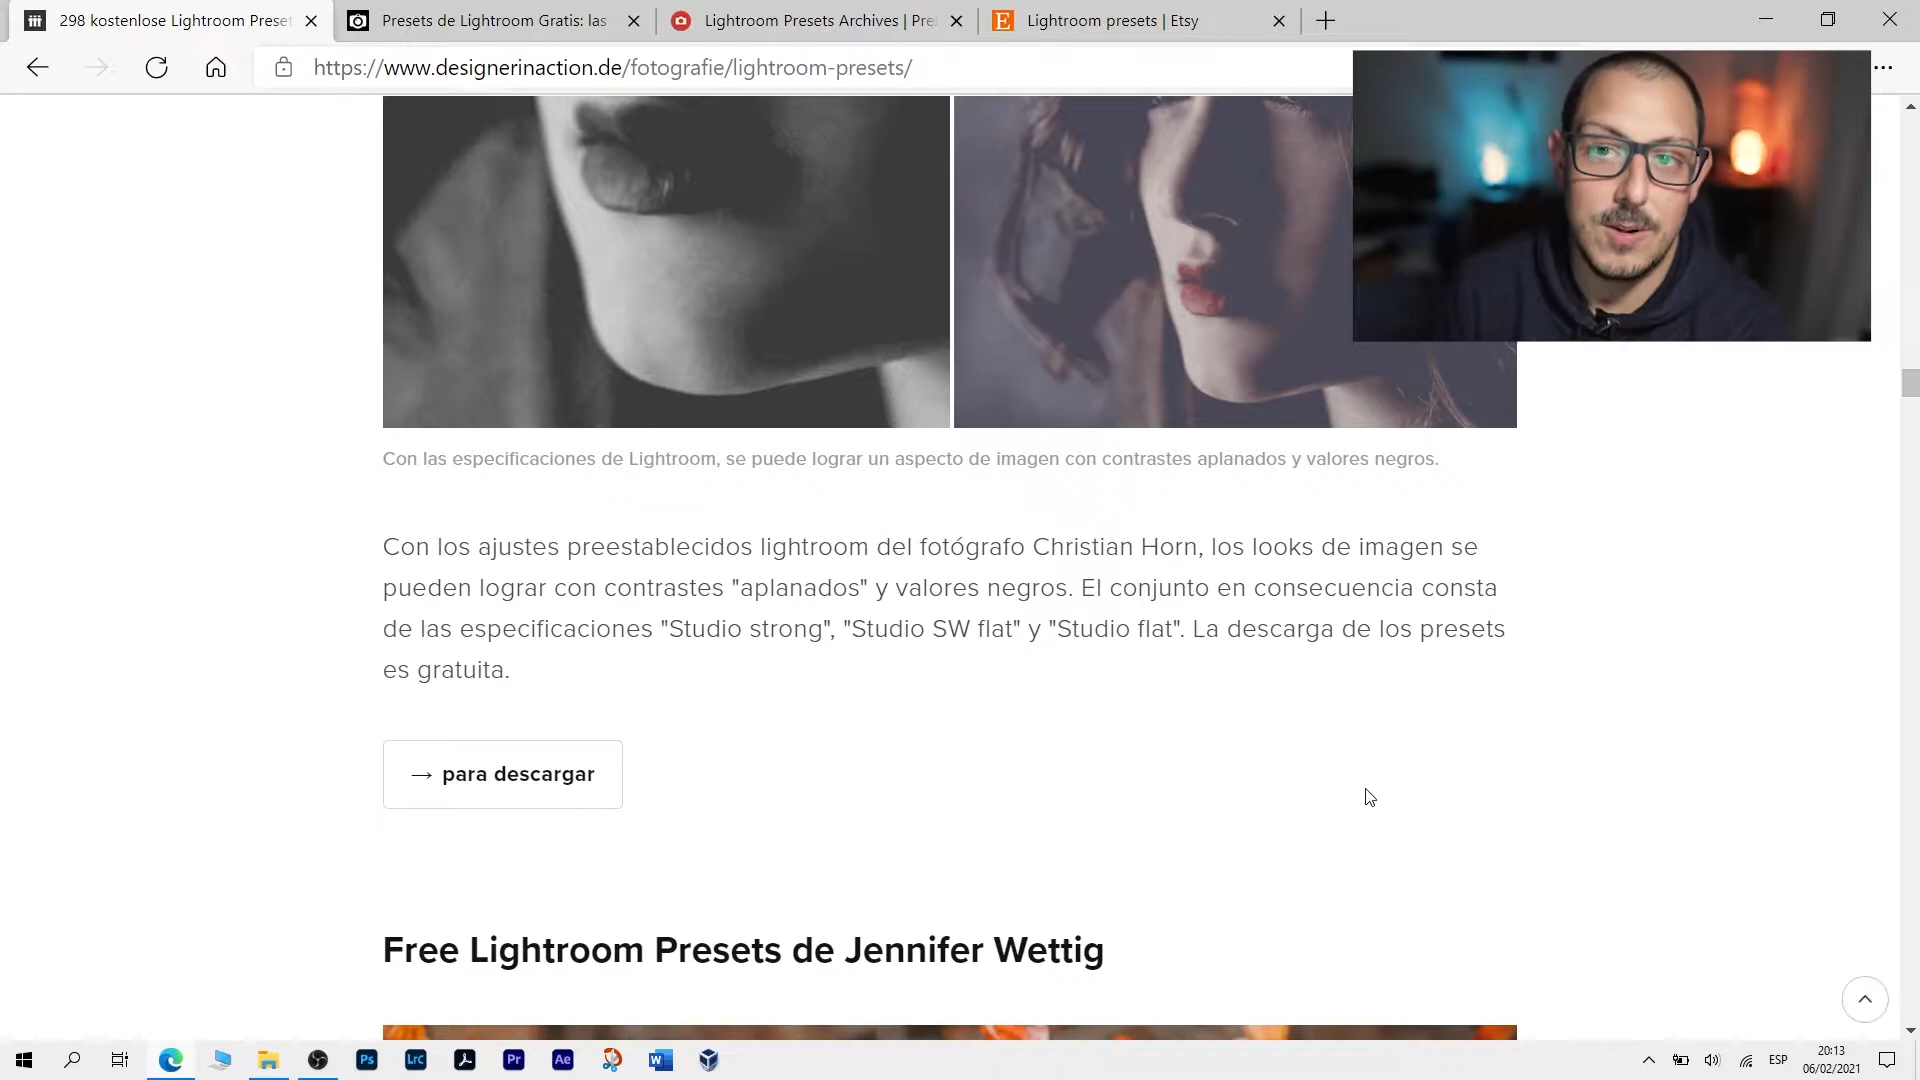 298 kostenlose Lightroom Preset
Presets de Lightroom Gratis: las
Lightroom Presets Archives | Pre
Lightroom presets | Etsy
https://www.designerinaction.de/fotografie/lightroom-presets/
Con las especificaciones de Lightroom, se puede lograr un aspecto de imagen con contrastes aplanados y valores negros.
Con los ajustes preestablecidos lightroom del fotógrafo Christian Horn, los looks de imagen se
pueden lograr con contrastes "aplanados" y valores negros. El conjunto en consecuencia consta
de las especificaciones "Studio strong", "Studio SW flat" y "Studio flat". La descarga de los presets
es gratuita.
→ para descargar
Free Lightroom Presets de Jennifer Wettig
Ps
Lrc
Pr
Ae
W
ESP
20:13
06/02/2021